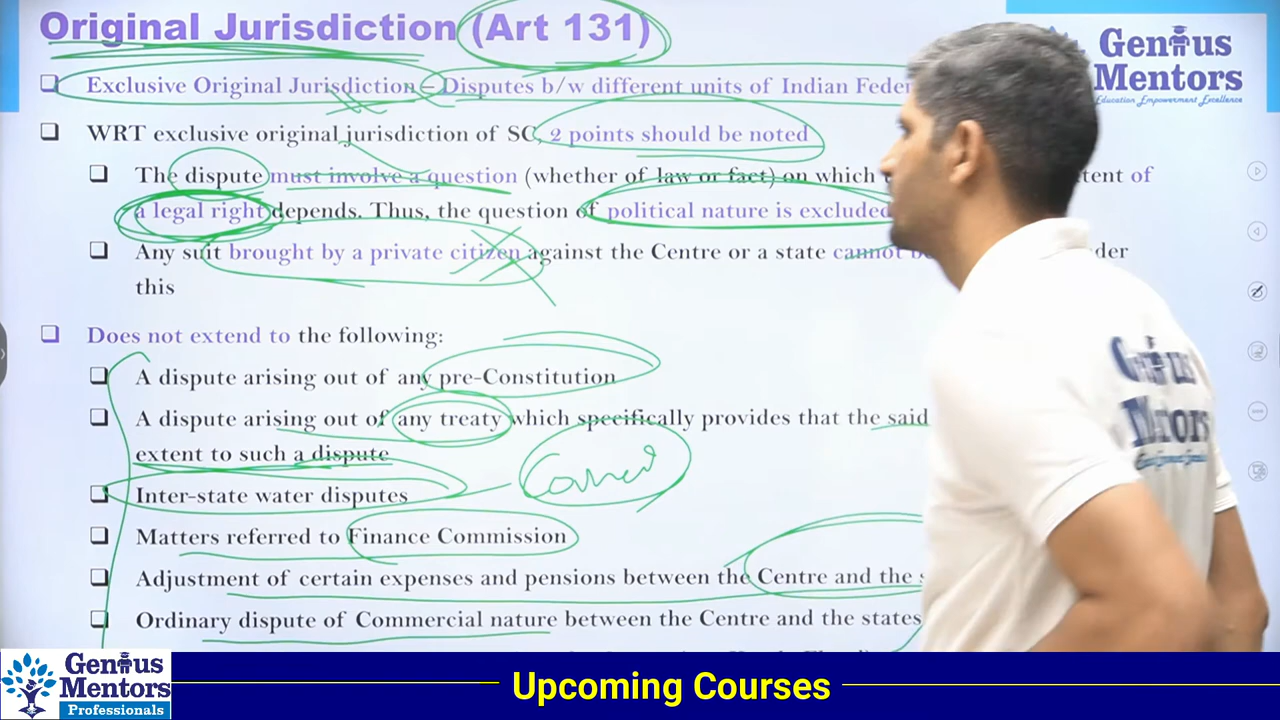 Original Jurisdiction (Art 131)
Genius
Mentors
Education Empowerment Excellence
Exclusive Original Jurisdiction – Disputes b/w different units of Indian Feder
WRT exclusive original jurisdiction of SC, 2 points should be noted
The dispute must involve a question (whether of law or fact) on which tent of
a legal right depends. Thus, the question of political nature is excluded
Any suit brought by a private citizen against the Centre or a state cannot der
this
Does not extend to the following:
A dispute arising out of any pre-Constitution
A dispute arising out of any treaty which specifically provides that the said
extent to such a dispute
Inter-state water disputes
Matters referred to Finance Commission
Adjustment of certain expenses and pensions between the Centre and the s
Ordinary dispute of Commercial nature between the Centre and the states
Genius
Mentors
Genius
Mentors
Professionals
Upcoming Courses